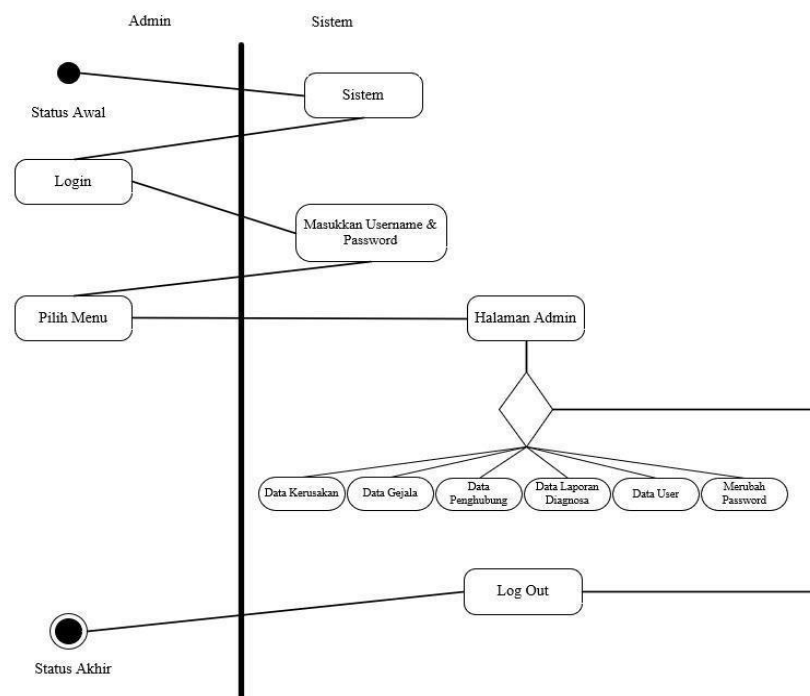 Admin
Sistem
Sistem
Status Awal
Login
Masukkan Username &
Password
Pilih Menu
Halaman Admin
Data Kerusakan
Data Gejala
Data
Penghubung
Data Laporan
Diagnosa
Data User
Merubah
Password
Log Out
Status Akhir